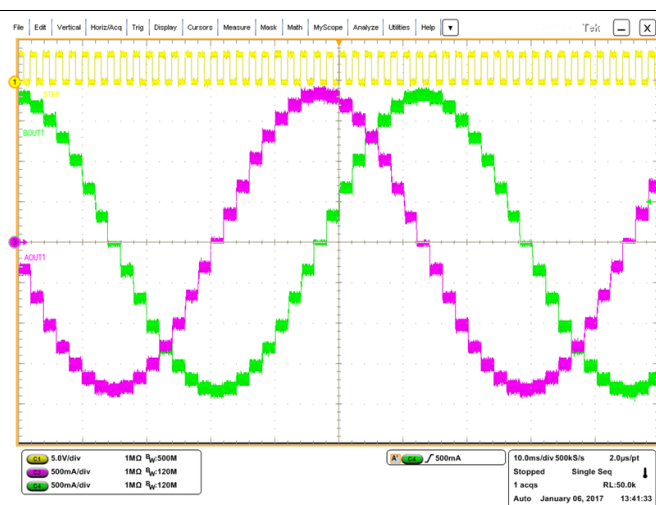 File Edit Vertical Horiz/Acq Trig Display Cursors Measure Mask Math MyScope Analyze Utilities Help Tek X
1
STEP
BOUT1
3
AOUT1
C1 5.0V/div 1MΩ BW:500M
C3 500mA/div 1MΩ BW:120M
C4 500mA/div 1MΩ BW:120M
A' C4 500mA
10.0ms/div 500kS/s 2.0µs/pt
Stopped Single Seq
1 acqs RL:50.0k
Auto January 06, 2017 13:41:33